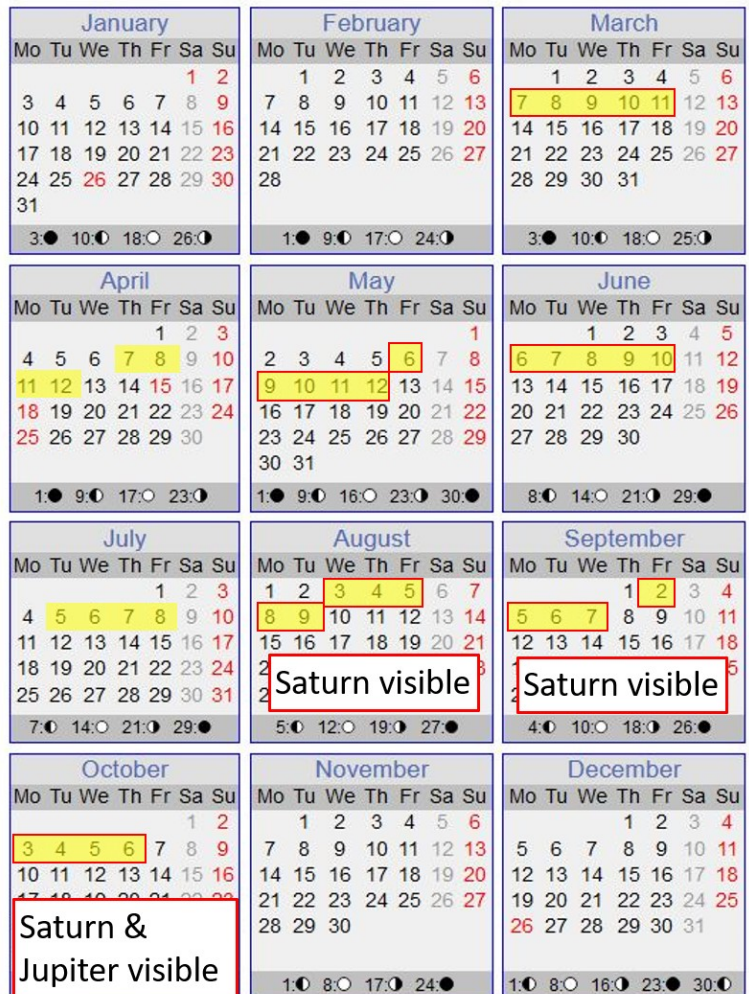 January
Mo Tu We Th Fr Sa Su
1 2
3 4 5 6 7 8 9
10 11 12 13 14 15 16
17 18 19 20 21 22 23
24 25 26 27 28 29 30
31
3:● 10:◐ 18:○ 26:◑
February
Mo Tu We Th Fr Sa Su
1 2 3 4 5 6
7 8 9 10 11 12 13
14 15 16 17 18 19 20
21 22 23 24 25 26 27
28
1:● 9:◐ 17:○ 24:◑
March
Mo Tu We Th Fr Sa Su
1 2 3 4 5 6
7 8 9 10 11 12 13
14 15 16 17 18 19 20
21 22 23 24 25 26 27
28 29 30 31
3:● 10:◐ 18:○ 25:◑
April
Mo Tu We Th Fr Sa Su
1 2 3
4 5 6 7 8 9 10
11 12 13 14 15 16 17
18 19 20 21 22 23 24
25 26 27 28 29 30
1:● 9:◐ 17:○ 23:◑
May
Mo Tu We Th Fr Sa Su
1
2 3 4 5 6 7 8
9 10 11 12 13 14 15
16 17 18 19 20 21 22
23 24 25 26 27 28 29
30 31
1:● 9:◐ 16:○ 23:◑ 30:●
June
Mo Tu We Th Fr Sa Su
1 2 3 4 5
6 7 8 9 10 11 12
13 14 15 16 17 18 19
20 21 22 23 24 25 26
27 28 29 30
8:◐ 14:○ 21:◑ 29:●
July
Mo Tu We Th Fr Sa Su
1 2 3
4 5 6 7 8 9 10
11 12 13 14 15 16 17
18 19 20 21 22 23 24
25 26 27 28 29 30 31
7:◐ 14:○ 21:◑ 29:●
August
Mo Tu We Th Fr Sa Su
1 2 3 4 5 6 7
8 9 10 11 12 13 14
15 16 17 18 19 20 21
Saturn visible
5:◐ 12:○ 19:◑ 27:●
September
Mo Tu We Th Fr Sa Su
1 2 3 4
5 6 7 8 9 10 11
12 13 14 15 16 17 18
Saturn visible
4:◐ 10:○ 18:◑ 26:●
October
Mo Tu We Th Fr Sa Su
1 2
3 4 5 6 7 8 9
10 11 12 13 14 15 16
Saturn &
Jupiter visible
November
Mo Tu We Th Fr Sa Su
1 2 3 4 5 6
7 8 9 10 11 12 13
14 15 16 17 18 19 20
21 22 23 24 25 26 27
28 29 30
1:◐ 8:○ 17:◑ 24:●
December
Mo Tu We Th Fr Sa Su
1 2 3 4
5 6 7 8 9 10 11
12 13 14 15 16 17 18
19 20 21 22 23 24 25
26 27 28 29 30 31
1:◐ 8:○ 16:◑ 23:● 30:◐